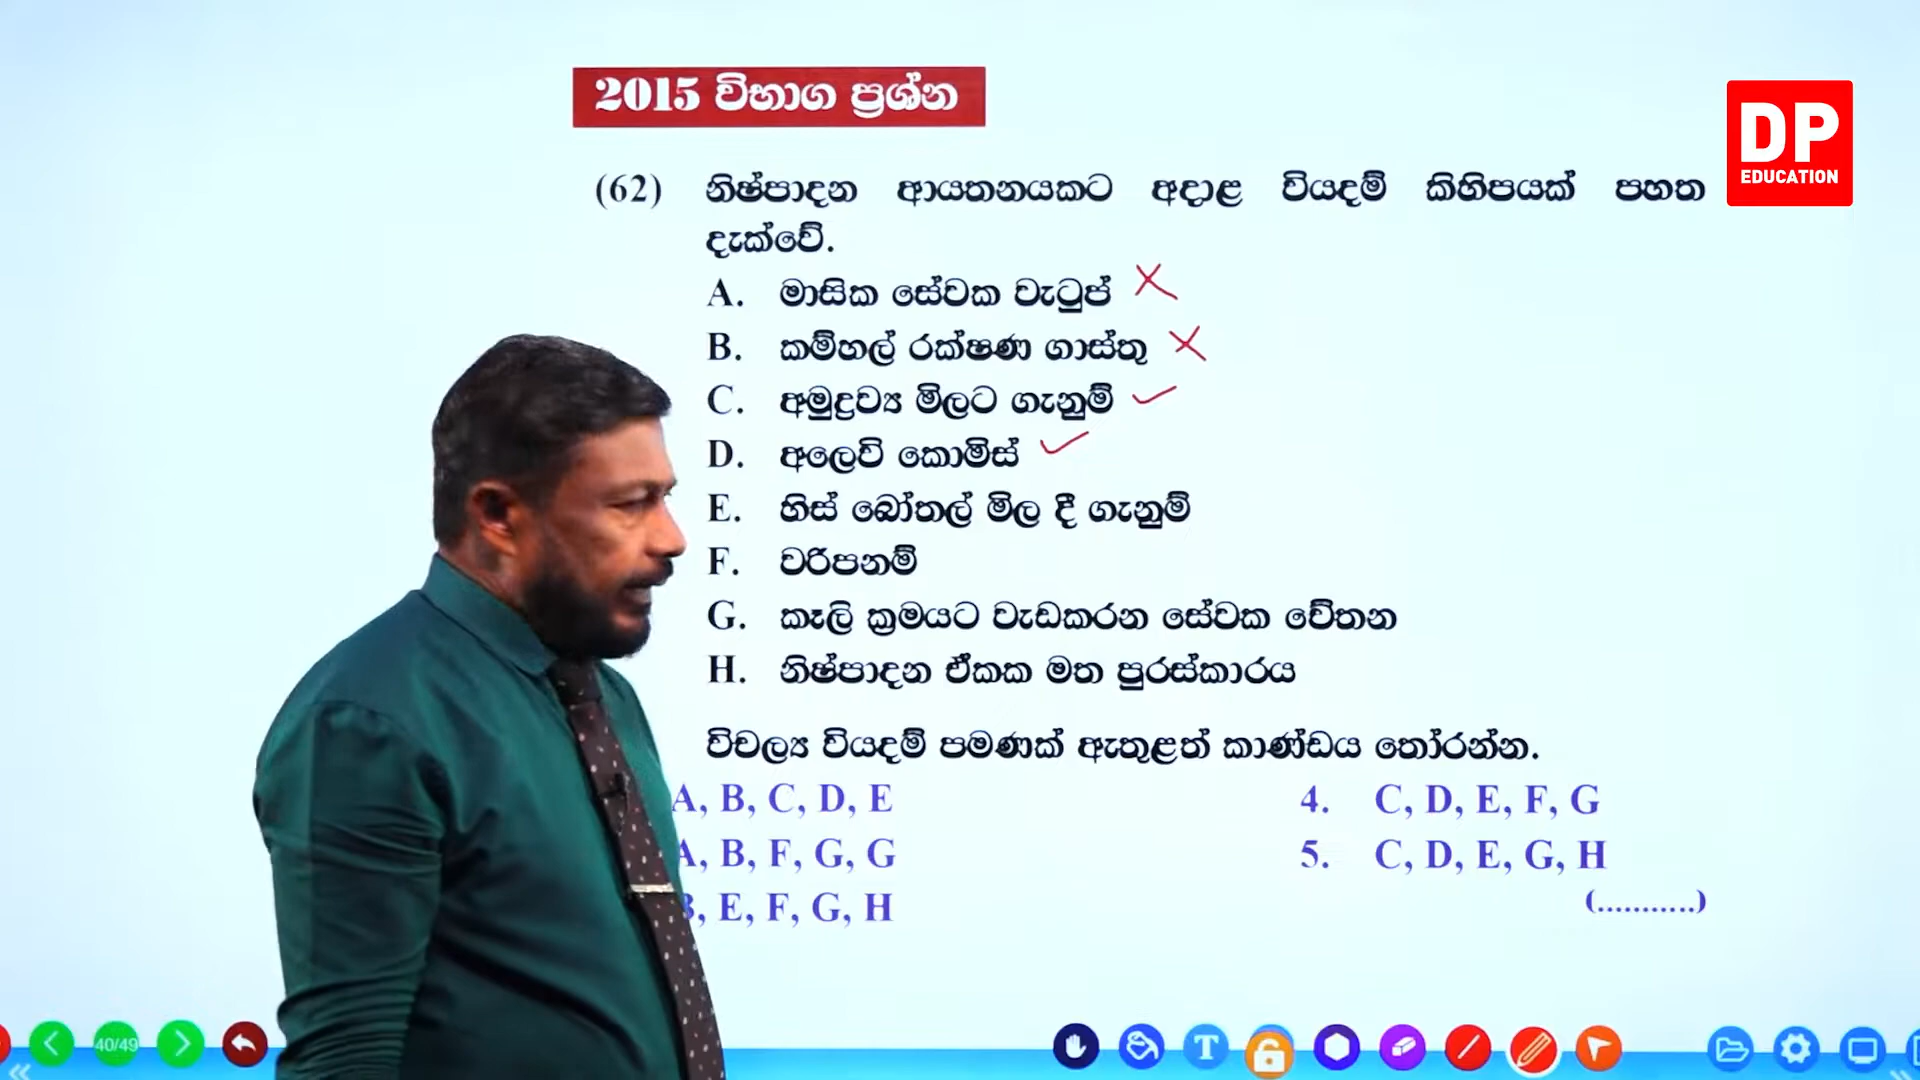 2015 විභාග ප්‍රශ්න
DP
EDUCATION
(62) නිෂ්පාදන ආයතනයකට අදාළ වියදම් කිහිපයක් පහත
දැක්වේ.
A. මාසික සේවක වැටුප්
B. කම්හල් රක්ෂණ ගාස්තු
C. අමුද්‍රව්‍ය මිලට ගැනුම්
D. අලෙවි කොමිස්
E. හිස් බෝතල් මිල දී ගැනුම්
F. වරිපනම්
G. කෑලි ක්‍රමයට වැඩකරන සේවක වේතන
H. නිෂ්පාදන ඒකක මත පුරස්කාරය
විචල්‍ය වියදම් පමණක් ඇතුළත් කාණ්ඩය තෝරන්න.
A, B, C, D, E
A, B, F, G, G
B, E, F, G, H
4. C, D, E, F, G
5. C, D, E, G, H
(............)
40/49
T